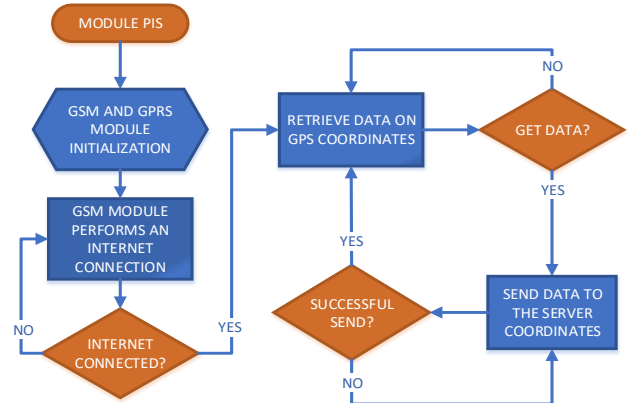 MODULE PIS
GSM AND GPRS
MODULE
INITIALIZATION
GSM MODULE
PERFORMS AN
INTERNET
CONNECTION
NO
INTERNET
CONNECTED?
YES
RETRIEVE DATA ON
GPS COORDINATES
NO
GET DATA?
YES
YES
SEND DATA TO
THE SERVER
COORDINATES
SUCCESSFUL
SEND?
NO